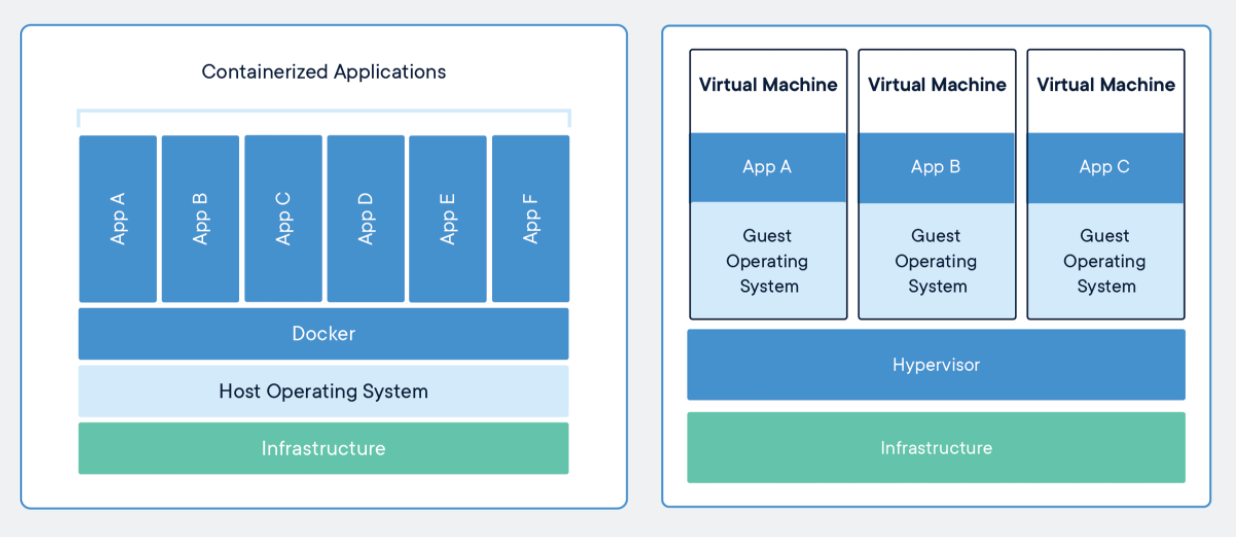 Containerized Applications
App A
App B
App C
App D
App E
App F
Docker
Host Operating System
Infrastructure
Virtual Machine
App A
Guest
Operating
System
Virtual Machine
App B
Guest
Operating
System
Virtual Machine
App C
Guest
Operating
System
Hypervisor
Infrastructure